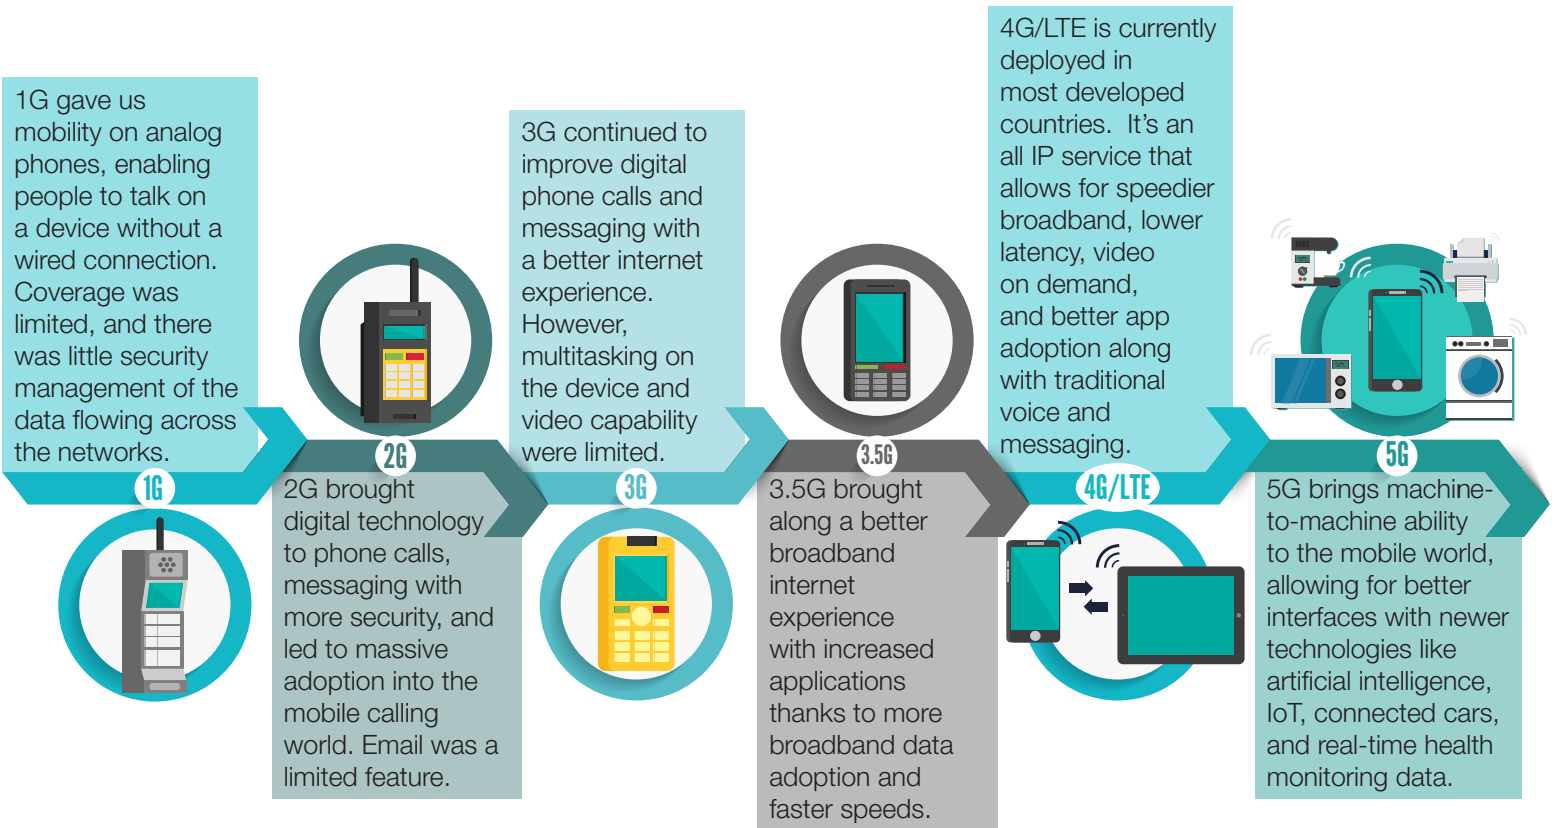 1G gave us
mobility on analog
phones, enabling
people to talk on
a device without a
wired connection.
Coverage was
limited, and there
was little security
management of the
data flowing across
the networks.
1G
2G
2G brought
digital technology
to phone calls,
messaging with
more security, and
led to massive
adoption into the
mobile calling
world. Email was a
limited feature.
3G continued to
improve digital
phone calls and
messaging with
a better internet
experience.
However,
multitasking on
the device and
video capability
were limited.
3G
3.5G
3.5G brought
along a better
broadband
internet
experience
with increased
applications
thanks to more
broadband data
adoption and
faster speeds.
4G/LTE is currently
deployed in
most developed
countries.  It’s an
all IP service that
allows for speedier
broadband, lower
latency, video
on demand,
and better app
adoption along
with traditional
voice and
messaging.
4G/LTE
5G
5G brings machine-
to-machine ability
to the mobile world,
allowing for better
interfaces with newer
technologies like
artificial intelligence,
IoT, connected cars,
and real-time health
monitoring data.